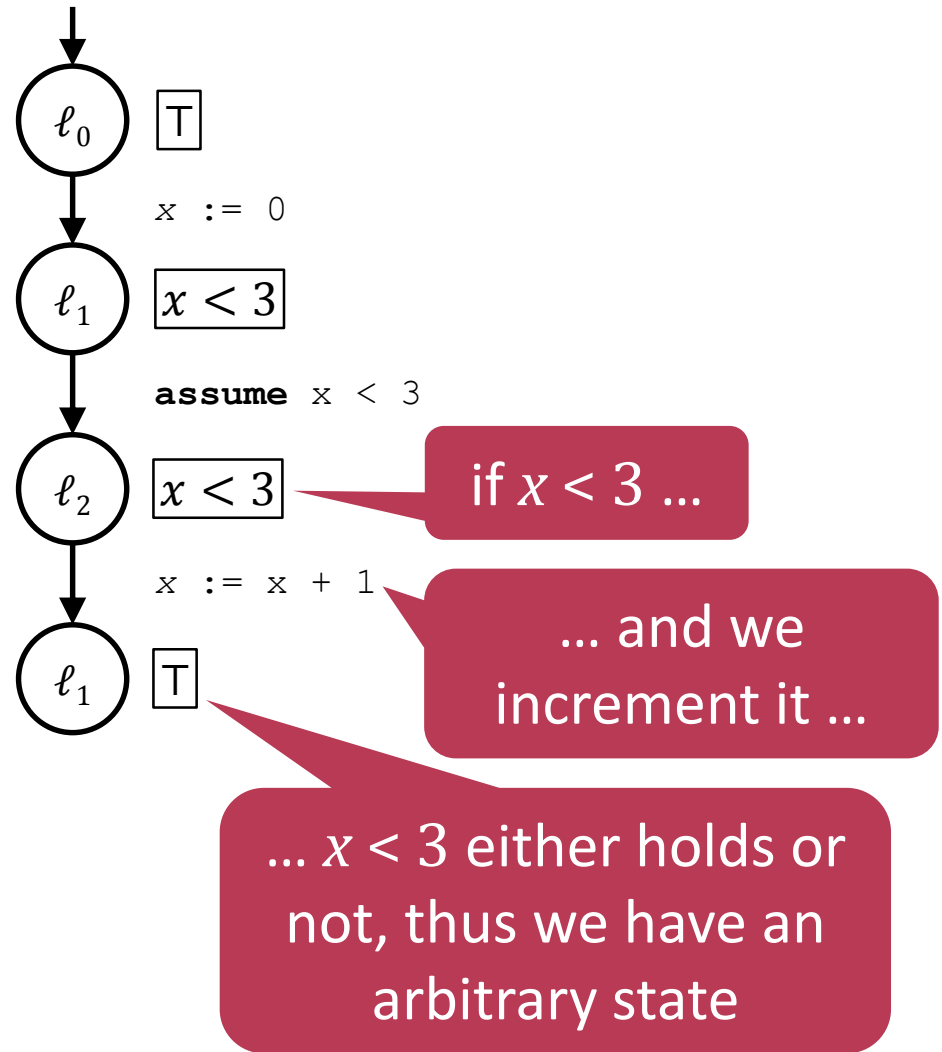 ℓ₀ ⊤
x := 0
ℓ₁ x < 3
assume x < 3
ℓ₂ x < 3
if x < 3 …
x := x + 1
… and we
increment it …
ℓ₁ ⊤
… x < 3 either holds or
not, thus we have an
arbitrary state